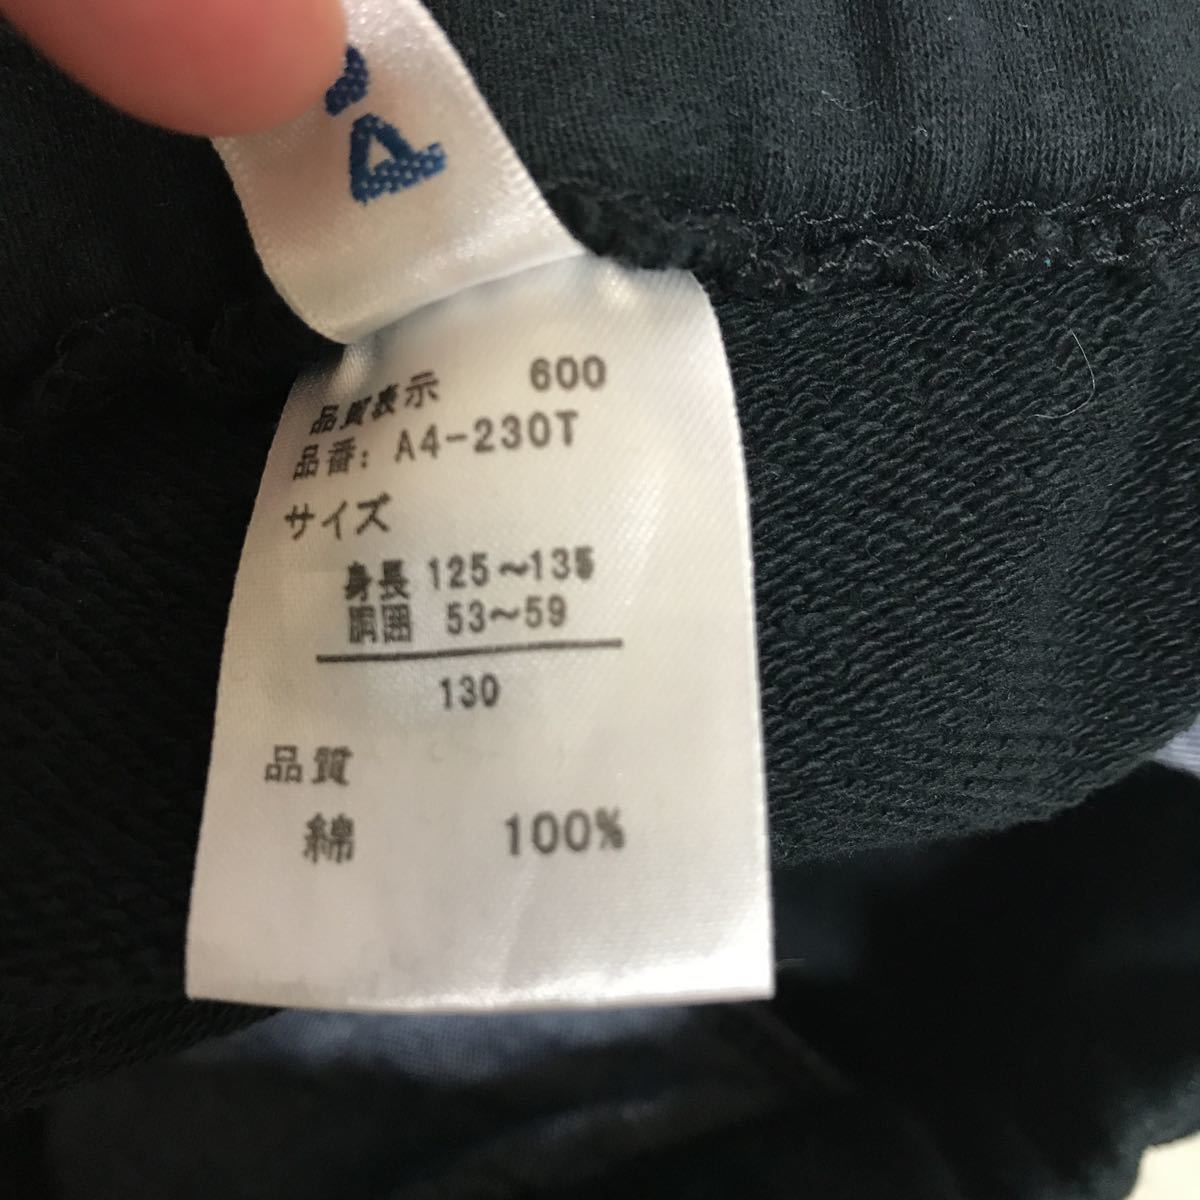 品質表示 600
品番: A4-230T
サイズ
身長 125~135
胴囲 53~59
130
品質
綿 100%